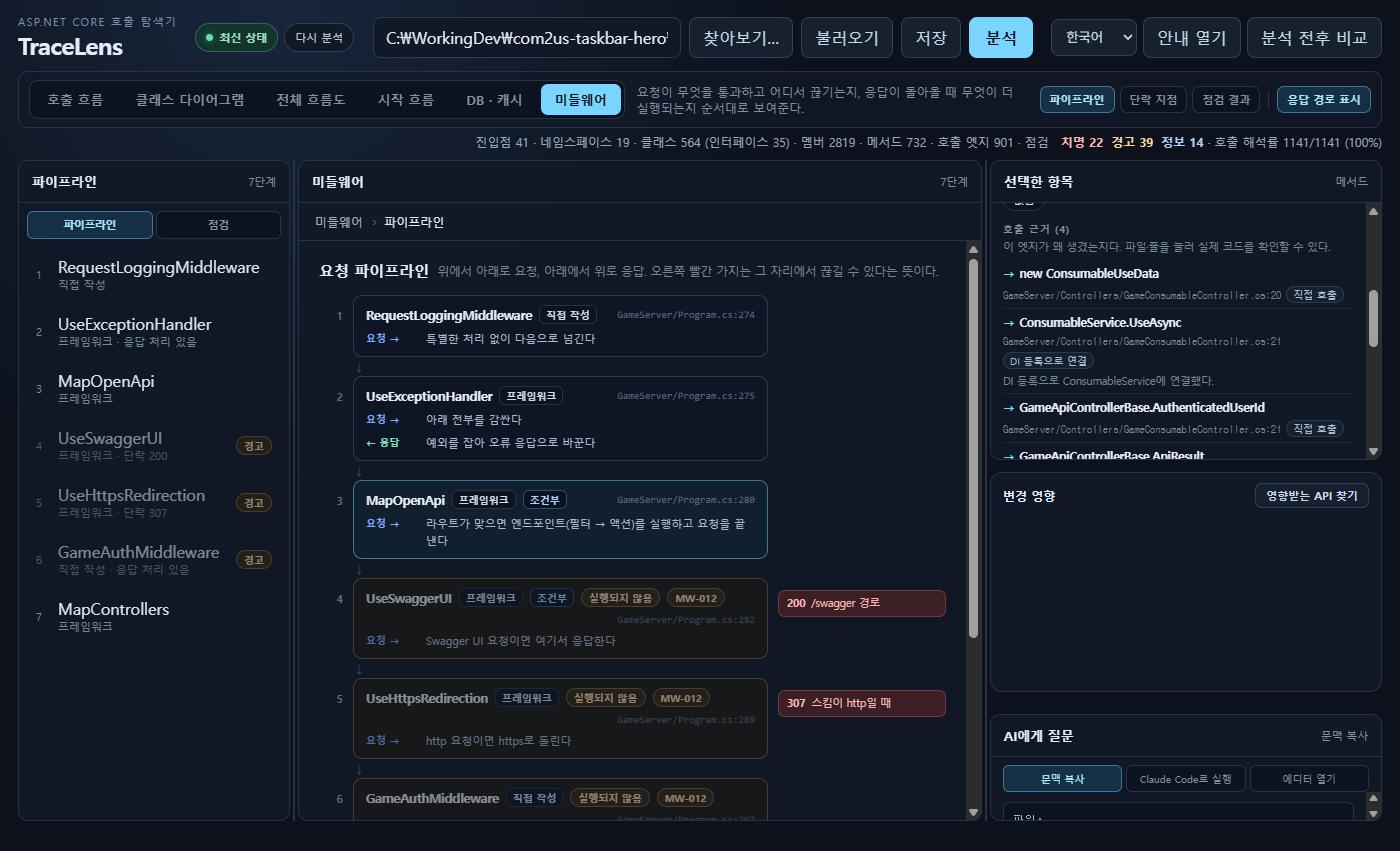 ASP.NET CORE 호출 탐색기
TraceLens
최신 상태
다시 분석
C:₩WorkingDev₩com2us-taskbar-hero
찾아보기...
불러오기
저장
분석
한국어
안내 열기
분석 전후 비교
호출 흐름
클래스 다이어그램
전체 흐름도
시작 흐름
DB · 캐시
미들웨어
요청이 무엇을 통과하고 어디서 끊기는지, 응답이 돌아올 때 무엇이 더
실행되는지 순서대로 보여준다.
파이프라인
단락 지점
점검 결과
응답 경로 표시
진입점 41 · 네임스페이스 19 · 클래스 564 (인터페이스 35) · 멤버 2819 · 메서드 732 · 호출 엣지 901 · 점검 치명 22 경고 39 정보 14 · 호출 해석률 1141/1141 (100%)
파이프라인
7단계
파이프라인
점검
1 RequestLoggingMiddleware
직접 작성
2 UseExceptionHandler
프레임워크 · 응답 처리 있음
3 MapOpenApi
프레임워크
4 UseSwaggerUI 경고
프레임워크 · 단락 200
5 UseHttpsRedirection 경고
프레임워크 · 단락 307
6 GameAuthMiddleware 경고
직접 작성 · 응답 처리 있음
7 MapControllers
프레임워크
미들웨어
7단계
미들웨어 › 파이프라인
요청 파이프라인 위에서 아래로 요청, 아래에서 위로 응답. 오른쪽 빨간 가지는 그 자리에서 끊길 수 있다는 뜻이다.
1 RequestLoggingMiddleware 직접 작성 GameServer/Program.cs:274
요청 → 특별한 처리 없이 다음으로 넘긴다
↓
2 UseExceptionHandler 프레임워크 GameServer/Program.cs:275
요청 → 아래 전부를 감싼다
← 응답 예외를 잡아 오류 응답으로 바꾼다
↓
3 MapOpenApi 프레임워크 조건부 GameServer/Program.cs:280
요청 → 라우트가 맞으면 엔드포인트(필터 → 액션)를 실행하고 요청을 끝
낸다
↓
4 UseSwaggerUI 프레임워크 조건부 실행되지 않음 MW-012
200 /swagger 경로
GameServer/Program.cs:282
요청 → Swagger UI 요청이면 여기서 응답한다
↓
5 UseHttpsRedirection 프레임워크 실행되지 않음 MW-012
307 스킴이 http일 때
GameServer/Program.cs:289
요청 → http 요청이면 https로 돌린다
↓
6 GameAuthMiddleware 직접 작성 실행되지 않음 MW-012
선택한 항목
메서드
호출 근거 (4)
이 엣지가 왜 생겼는지다. 파일·줄을 눌러 실제 코드를 확인할 수 있다.
→ new ConsumableUseData
GameServer/Controllers/GameConsumableController.cs:20 직접 호출
→ ConsumableService.UseAsync
GameServer/Controllers/GameConsumableController.cs:21
DI 등록으로 연결
DI 등록으로 ConsumableService에 연결했다.
→ GameApiControllerBase.AuthenticatedUserId
GameServer/Controllers/GameConsumableController.cs:21 직접 호출
→ GameApiControllerBase.ApiResult
변경 영향
영향받는 API 찾기
AI에게 질문
문맥 복사
문맥 복사
Claude Code로 실행
에디터 열기
파일: